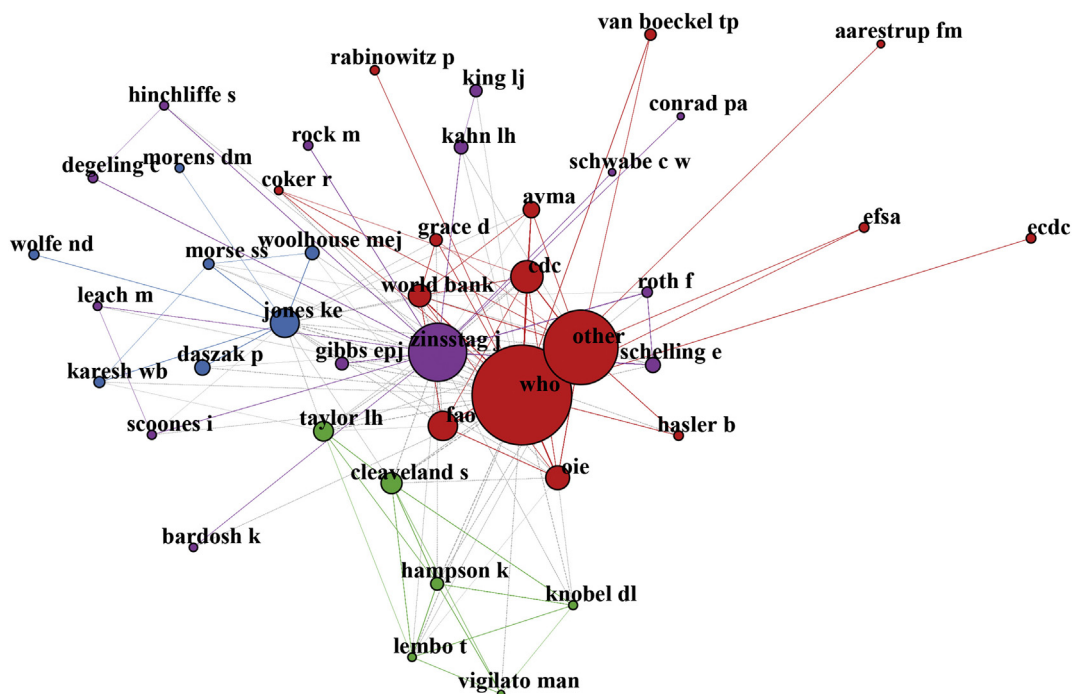 van boeckel tp
aarestrup fm
rabinowitz p
king lj
hinchliffe s
conrad pa
rock m
kahn lh
degeling c
morens dm
schwabe c w
coker r
avma
grace d
efsa
ecdc
wolfe nd
morse ss
woolhouse mej
cdc
world bank
roth f
leach m
jones ke
zinsstag j
other
gibbs epj
schelling e
karesh wb
daszak p
who
scoones i
taylor lh
fao
hasler b
cleaveland s
oie
bardosh k
hampson k
knobel dl
lembo t
vigilato man